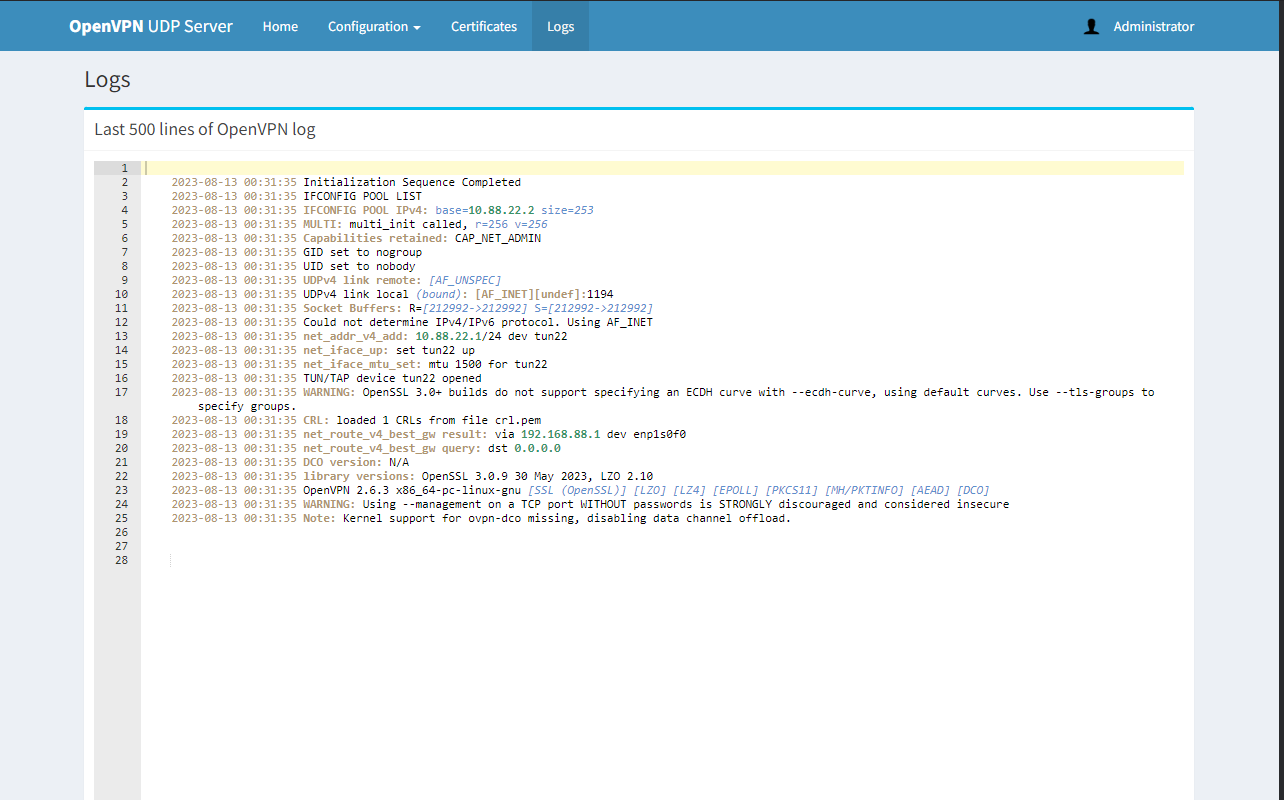 OpenVPN UDP Server Home Configuration Certificates Logs Administrator
Logs
Last 500 lines of OpenVPN log
1
2 2023-08-13 00:31:35 Initialization Sequence Completed
3 2023-08-13 00:31:35 IFCONFIG POOL LIST
4 2023-08-13 00:31:35 IFCONFIG POOL IPv4: base=10.88.22.2 size=253
5 2023-08-13 00:31:35 MULTI: multi_init called, r=256 v=256
6 2023-08-13 00:31:35 Capabilities retained: CAP_NET_ADMIN
7 2023-08-13 00:31:35 GID set to nogroup
8 2023-08-13 00:31:35 UID set to nobody
9 2023-08-13 00:31:35 UDPv4 link remote: [AF_UNSPEC]
10 2023-08-13 00:31:35 UDPv4 link local (bound): [AF_INET][undef]:1194
11 2023-08-13 00:31:35 Socket Buffers: R=[212992->212992] S=[212992->212992]
12 2023-08-13 00:31:35 Could not determine IPv4/IPv6 protocol. Using AF_INET
13 2023-08-13 00:31:35 net_addr_v4_add: 10.88.22.1/24 dev tun22
14 2023-08-13 00:31:35 net_iface_up: set tun22 up
15 2023-08-13 00:31:35 net_iface_mtu_set: mtu 1500 for tun22
16 2023-08-13 00:31:35 TUN/TAP device tun22 opened
17 2023-08-13 00:31:35 WARNING: OpenSSL 3.0+ builds do not support specifying an ECDH curve with --ecdh-curve, using default curves. Use --tls-groups to
specify groups.
18 2023-08-13 00:31:35 CRL: loaded 1 CRLs from file crl.pem
19 2023-08-13 00:31:35 net_route_v4_best_gw result: via 192.168.88.1 dev enp1s0f0
20 2023-08-13 00:31:35 net_route_v4_best_gw query: dst 0.0.0.0
21 2023-08-13 00:31:35 DCO version: N/A
22 2023-08-13 00:31:35 library versions: OpenSSL 3.0.9 30 May 2023, LZO 2.10
23 2023-08-13 00:31:35 OpenVPN 2.6.3 x86_64-pc-linux-gnu [SSL (OpenSSL)] [LZO] [LZ4] [EPOLL] [PKCS11] [MH/PKTINFO] [AEAD] [DCO]
24 2023-08-13 00:31:35 WARNING: Using --management on a TCP port WITHOUT passwords is STRONGLY discouraged and considered insecure
25 2023-08-13 00:31:35 Note: Kernel support for ovpn-dco missing, disabling data channel offload.
26
27
28